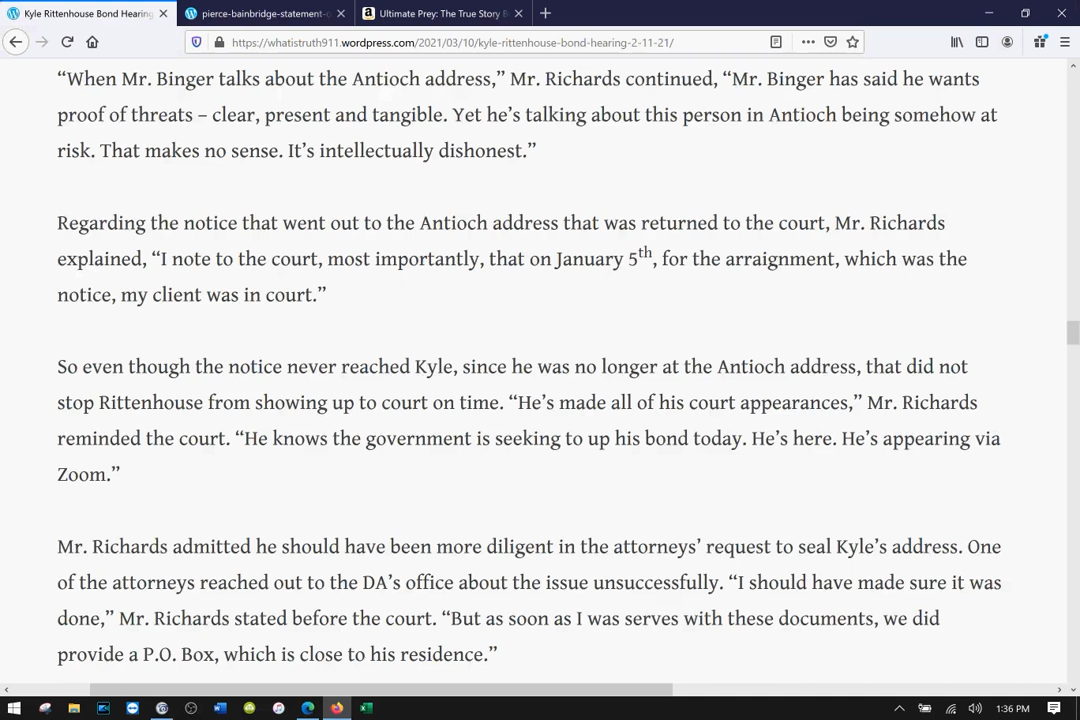 Kyle Rittenhouse Bond Hearing
pierce-bainbridge-statement-
Ultimate Prey: The True Story
https://whatistruth911.wordpress.com/2021/03/10/kyle-rittenhouse-bond-hearing-2-11-21/
“When Mr. Binger talks about the Antioch address,” Mr. Richards continued, “Mr. Binger has said he wants
proof of threats – clear, present and tangible. Yet he’s talking about this person in Antioch being somehow at
risk. That makes no sense. It’s intellectually dishonest.”
Regarding the notice that went out to the Antioch address that was returned to the court, Mr. Richards
explained, “I note to the court, most importantly, that on January 5th, for the arraignment, which was the
notice, my client was in court.”
So even though the notice never reached Kyle, since he was no longer at the Antioch address, that did not
stop Rittenhouse from showing up to court on time. “He’s made all of his court appearances,” Mr. Richards
reminded the court. “He knows the government is seeking to up his bond today. He’s here. He’s appearing via
Zoom.”
Mr. Richards admitted he should have been more diligent in the attorneys’ request to seal Kyle’s address. One
of the attorneys reached out to the DA’s office about the issue unsuccessfully. “I should have made sure it was
done,” Mr. Richards stated before the court. “But as soon as I was serves with these documents, we did
provide a P.O. Box, which is close to his residence.”
1:36 PM